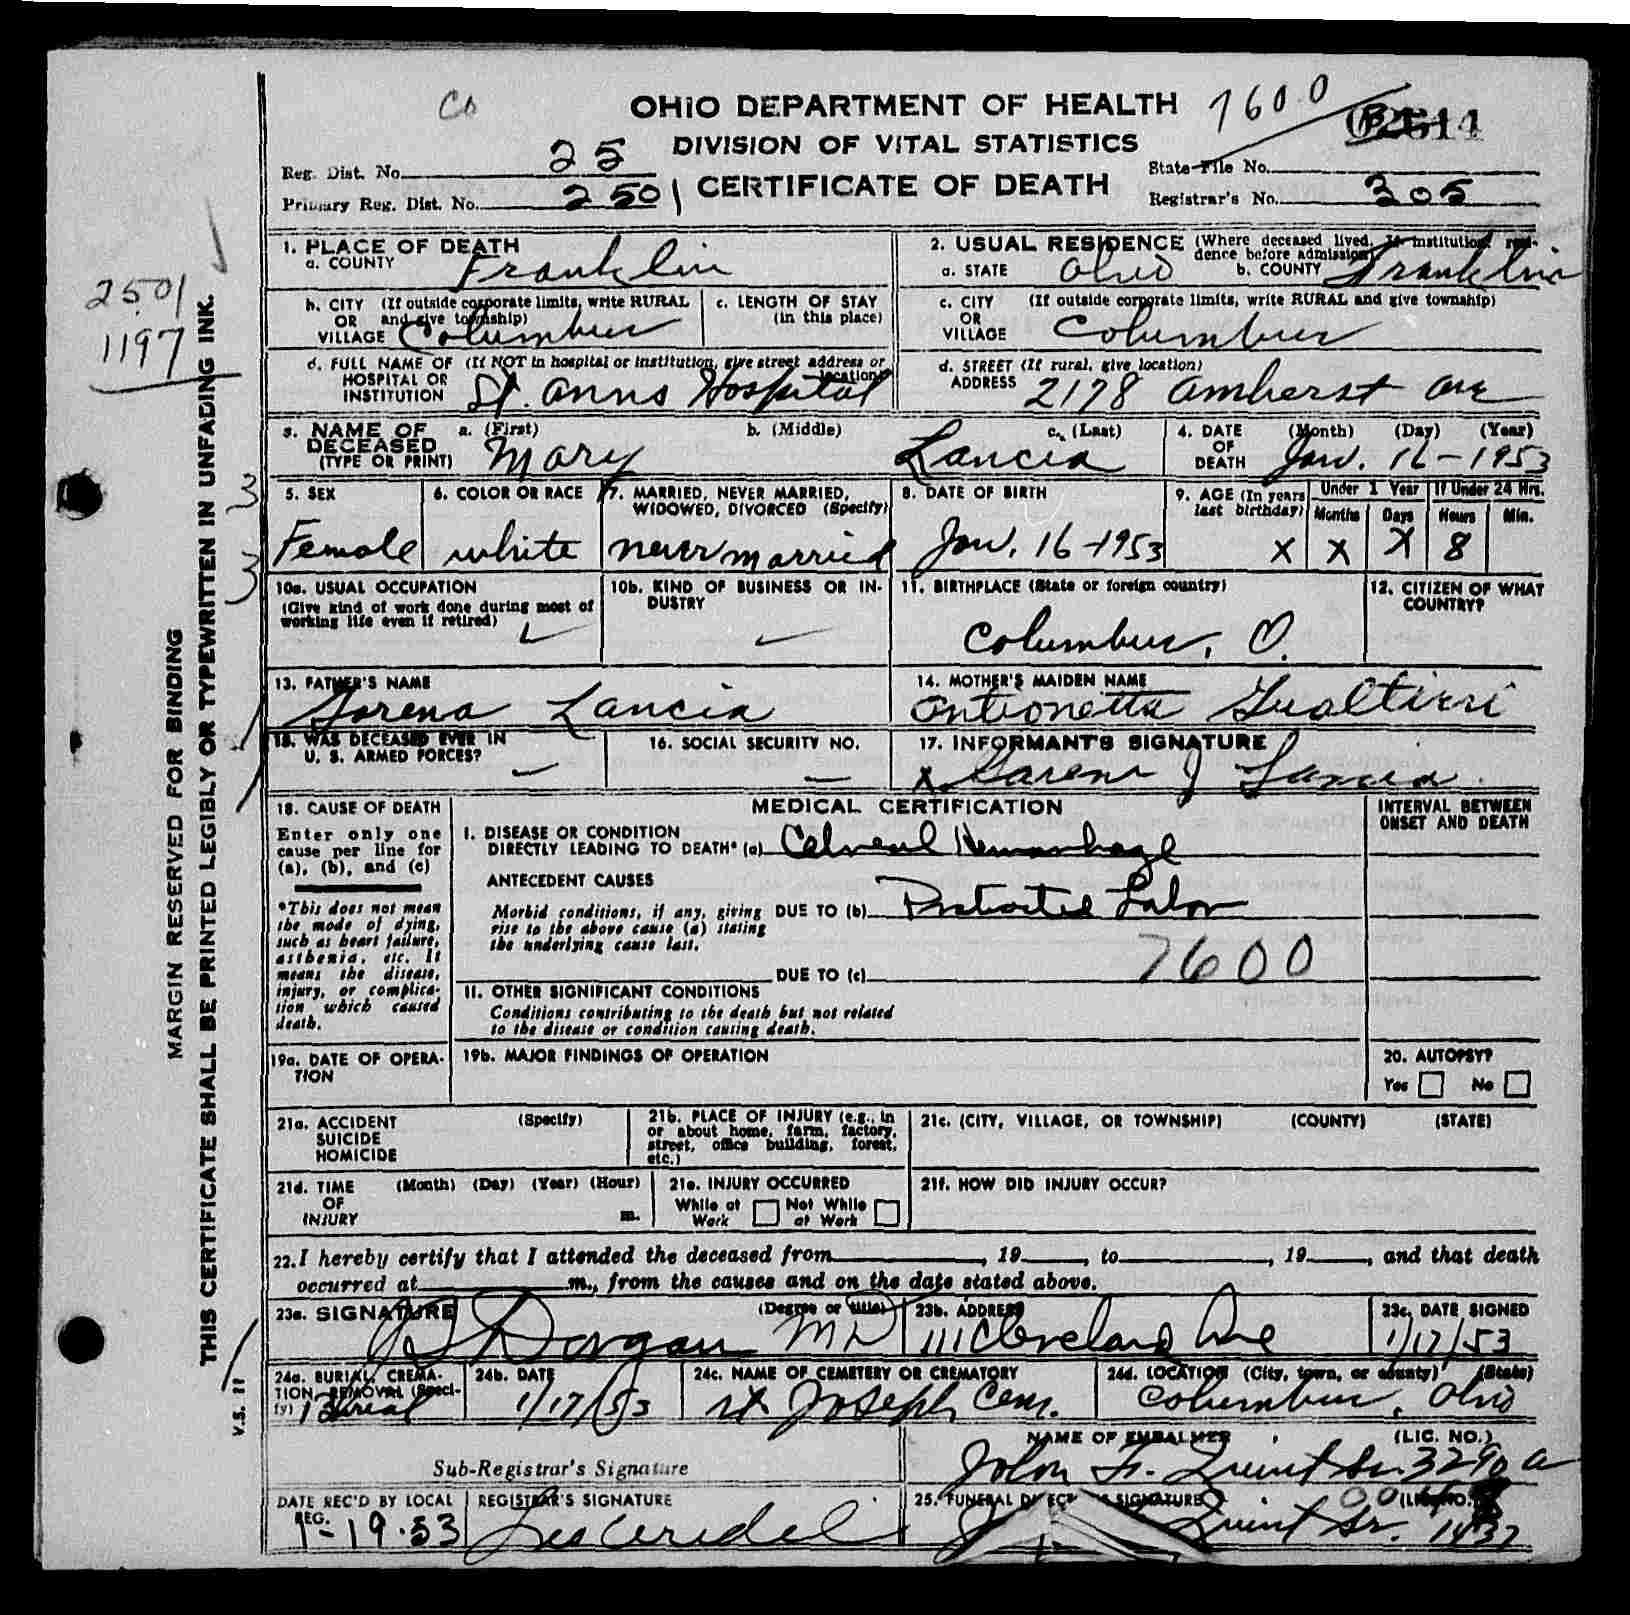 Co
OHIO DEPARTMENT OF HEALTH
7600
DIVISION OF VITAL STATISTICS
Reg. Dist. No. 25
State File No.
Primary Reg. Dist. No. 2501
CERTIFICATE OF DEATH
Registrar's No. 305
2501
1197
MARGIN RESERVED FOR BINDING
THIS CERTIFICATE SHALL BE PRINTED LEGIBLY OR TYPEWRITTEN IN UNFADING INK.
V.S. 11
3
3
1. PLACE OF DEATH
a. COUNTY Franklin
2. USUAL RESIDENCE (Where deceased lived. If institution: resi-
dence before admission)
a. STATE Ohio b. COUNTY Franklin
b. CITY (If outside corporate limits, write RURAL
OR and give township)
VILLAGE Columbus
c. LENGTH OF STAY
(in this place)
c. CITY (If outside corporate limits, write RURAL and give township)
OR
VILLAGE Columbus
d. FULL NAME OF (If NOT in hospital or institution, give street address or
location)
HOSPITAL OR
INSTITUTION St. Anns Hospital
d. STREET (If rural, give location)
ADDRESS 2178 Amherst Ave
3. NAME OF a. (First) b. (Middle) c. (Last)
DECEASED
(TYPE OR PRINT) Mary Lancia
4. DATE (Month) (Day) (Year)
OF
DEATH Jan. 16-1953
5. SEX
Female
6. COLOR OR RACE
white
7. MARRIED, NEVER MARRIED,
WIDOWED, DIVORCED (Specify)
never married
8. DATE OF BIRTH
Jan. 16-1953
9. AGE (In years
last birthday)
X
Under 1 Year
Months
X
Days
X
If Under 24 Hrs.
Hours
8
Min.
10a. USUAL OCCUPATION
(Give kind of work done during most of
working life even if retired)
10b. KIND OF BUSINESS OR IN-
DUSTRY
11. BIRTHPLACE (State or foreign country)
Columbus, O.
12. CITIZEN OF WHAT
COUNTRY?
13. FATHER'S NAME
Lancia
14. MOTHER'S MAIDEN NAME
Antionetta
15. WAS DECEASED EVER IN
U. S. ARMED FORCES? —
16. SOCIAL SECURITY NO.
—
17. INFORMANT'S SIGNATURE
X J Lancia
18. CAUSE OF DEATH
Enter only one
cause per line for
(a), (b), and (c)
*This does not mean
the mode of dying,
such as heart failure,
asthenia, etc. It
means the disease,
injury, or complica-
tion which caused
death.
MEDICAL CERTIFICATION
INTERVAL BETWEEN
ONSET AND DEATH
I. DISEASE OR CONDITION
DIRECTLY LEADING TO DEATH* (a) Cerebral Hemorrhage
ANTECEDENT CAUSES
Morbid conditions, if any, giving
rise to the above cause (a) stating
the underlying cause last.
DUE TO (b) Labor
7600
DUE TO (c)
II. OTHER SIGNIFICANT CONDITIONS
Conditions contributing to the death but not related
to the disease or condition causing death.
19a. DATE OF OPERA-
TION
19b. MAJOR FINDINGS OF OPERATION
20. AUTOPSY?
Yes No
21a. ACCIDENT (Specify)
SUICIDE
HOMICIDE
21b. PLACE OF INJURY (e.g., in
or about home, farm, factory,
street, office building, forest,
etc.)
21c. (CITY, VILLAGE, OR TOWNSHIP) (COUNTY) (STATE)
21d. TIME (Month) (Day) (Year) (Hour)
OF
INJURY m.
21e. INJURY OCCURRED
While at Not While
Work at Work
21f. HOW DID INJURY OCCUR?
22. I hereby certify that I attended the deceased from , 19 , to , 19 , and that death
occurred at m., from the causes and on the date stated above.
23a. SIGNATURE (Degree or title)
Dorgan MD
23b. ADDRESS
111 Cleveland Ave
23c. DATE SIGNED
1/17/53
24a. BURIAL, CREMA-
TION, REMOVAL (Speci-
fy) Burial
24b. DATE
1/17/53
24c. NAME OF CEMETERY OR CREMATORY
St Joseph Cem.
24d. LOCATION (City, town, or county) (State)
Columbus, Ohio
Sub-Registrar's Signature
NAME OF EMBALMER (LIC. NO.)
John F. Quint Sr. 3290 a
DATE REC'D BY LOCAL
REG.
1-19-53
REGISTRAR'S SIGNATURE
25. FUNERAL DIRECTOR'S SIGNATURE (LIC. NO.)
Quint Sr. 1437